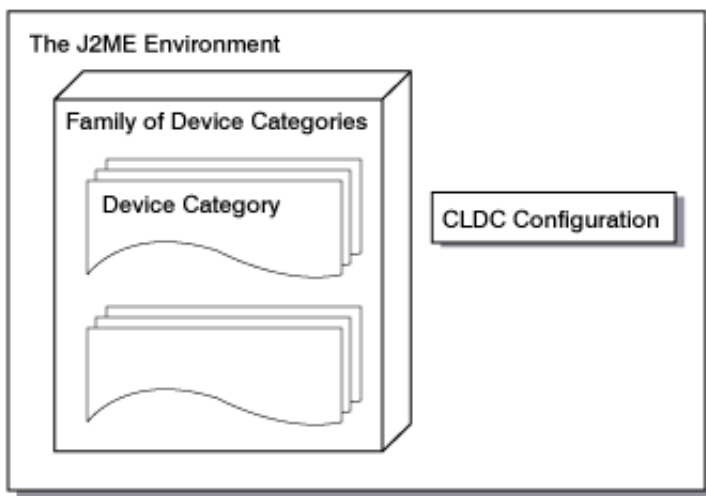 The J2ME Environment
Family of Device Categories
Device Category
CLDC Configuration